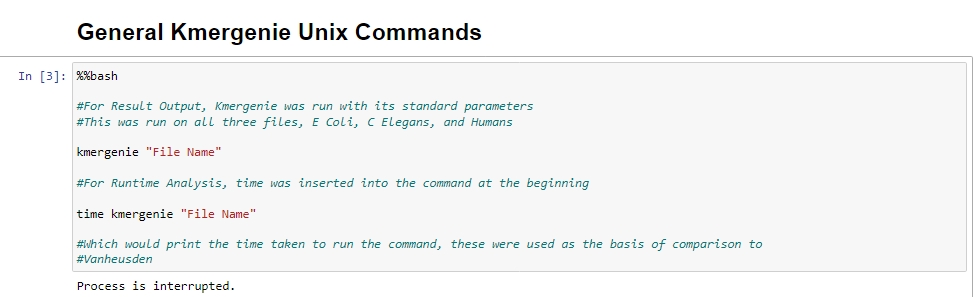 General Kmergenie Unix Commands
In [3]: %%bash
#For Result Output, Kmergenie was run with its standard parameters
#This was run on all three files, E Coli, C Elegans, and Humans
kmergenie "File Name"
#For Runtime Analysis, time was inserted into the command at the beginning
time kmergenie "File Name"
#Which would print the time taken to run the command, these were used as the basis of comparison to
#Vanheusden
Process is interrupted.